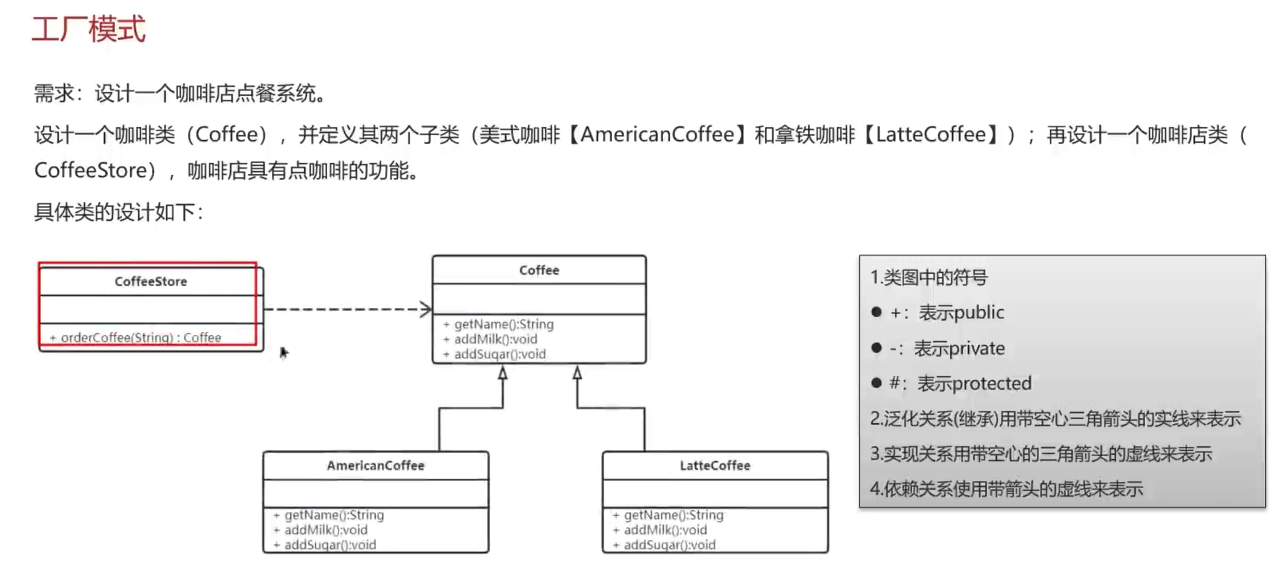 工厂模式
需求：设计一个咖啡店点餐系统。
设计一个咖啡类（Coffee），并定义其两个子类（美式咖啡【AmericanCoffee】和拿铁咖啡【LatteCoffee】）；再设计一个咖啡店类（
CoffeeStore），咖啡店具有点咖啡的功能。
具体类的设计如下：
CoffeeStore
+ orderCoffee(String) : Coffee
Coffee
+ getName():String
+ addMilk():void
+ addSugar():void
AmericanCoffee
+ getName():String
+ addMilk():void
+ addSugar():void
LatteCoffee
+ getName():String
+ addMilk():void
+ addSugar():void
1.类图中的符号
● +：表示public
● -：表示private
● #：表示protected
2.泛化关系(继承)用带空心三角箭头的实线来表示
3.实现关系用带空心的三角箭头的虚线来表示
4.依赖关系使用带箭头的虚线来表示